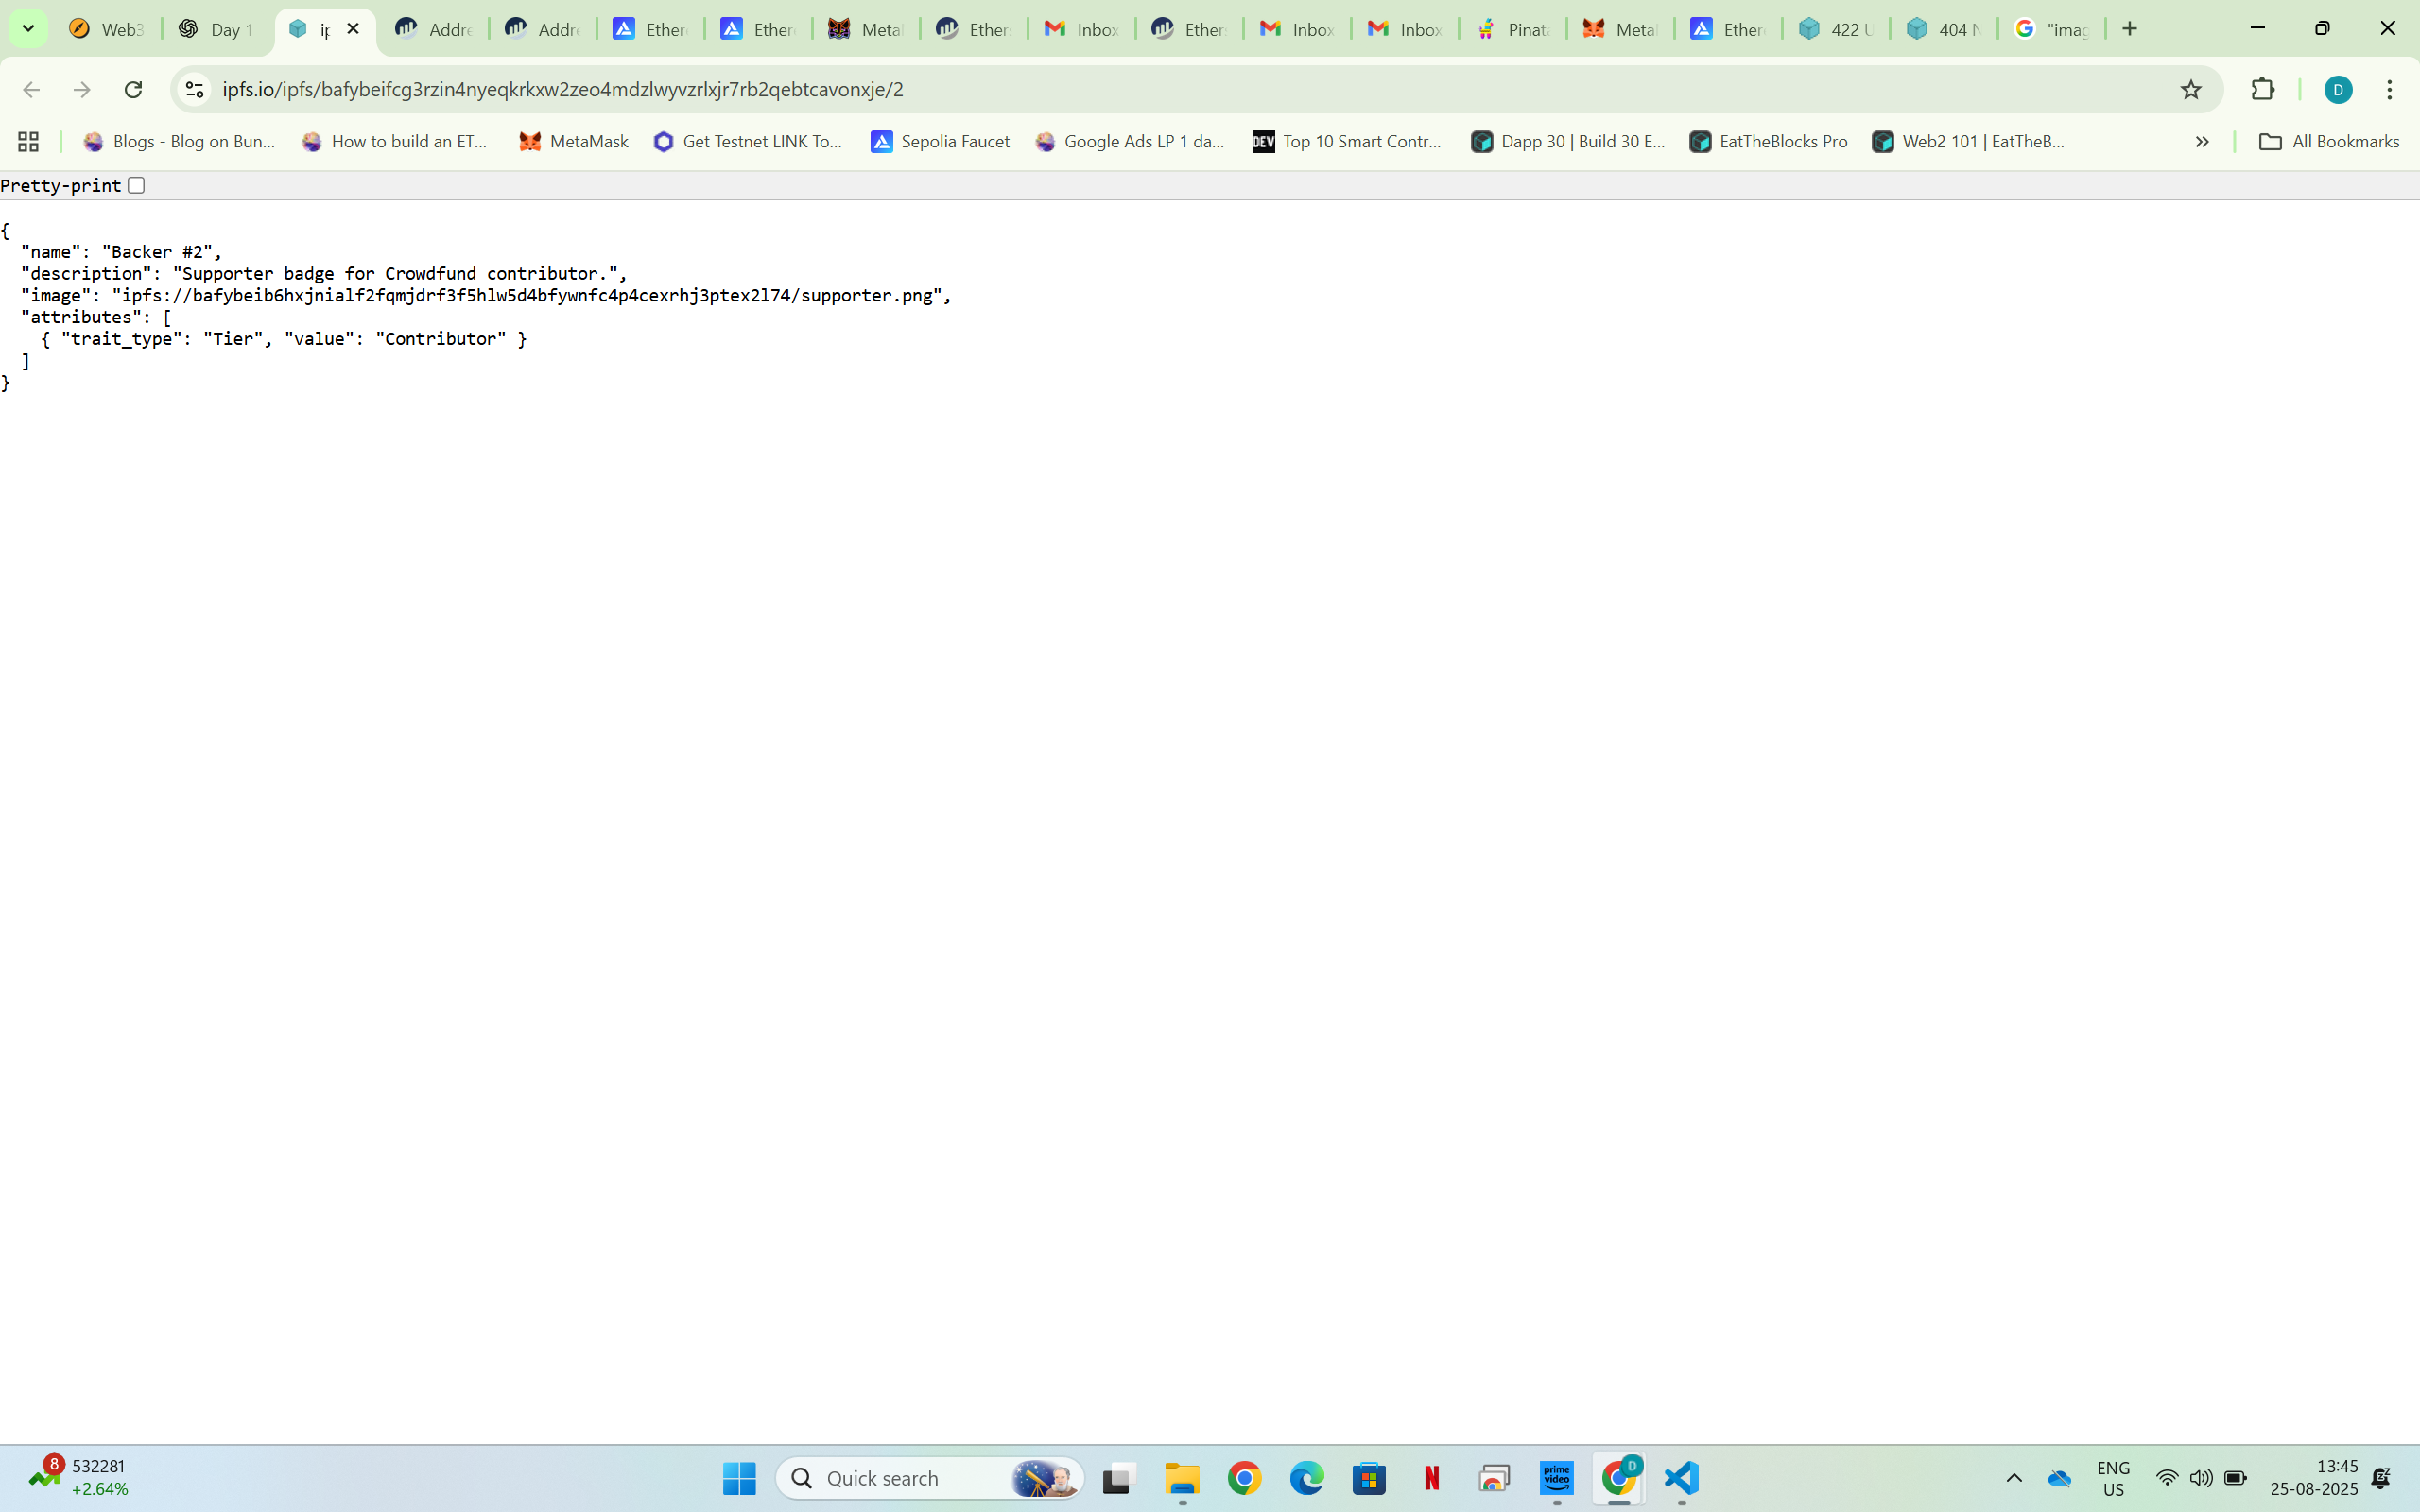 Web3
Day 1
ip
Addre
Addre
Ether
Ether
Meta
Ether
Inbox
Ether
Inbox
Inbox
Pinata
Meta
Ether
422 U
404 N
"imag
ipfs.io/ipfs/bafybeifcg3rzin4nyeqkrkxw2zeo4mdzlwyvzrlxjr7rb2qebtcavonxje/2
D
Blogs - Blog on Bun...
How to build an ET...
MetaMask
Get Testnet LINK To...
Sepolia Faucet
Google Ads LP 1 da...
DEV
Top 10 Smart Contr...
Dapp 30 | Build 30 E...
EatTheBlocks Pro
Web2 101 | EatTheB...
All Bookmarks
Pretty-print
{
"name": "Backer #2",
"description": "Supporter badge for Crowdfund contributor.",
"image": "ipfs://bafybeib6hxjnialf2fqmjdrf3f5hlw5d4bfywnfc4p4cexrhj3ptex2l74/supporter.png",
"attributes": [
{ "trait_type": "Tier", "value": "Contributor" }
]
}
8
532281
+2.64%
Quick search
N
prime video
D
ENG
US
13:45
25-08-2025